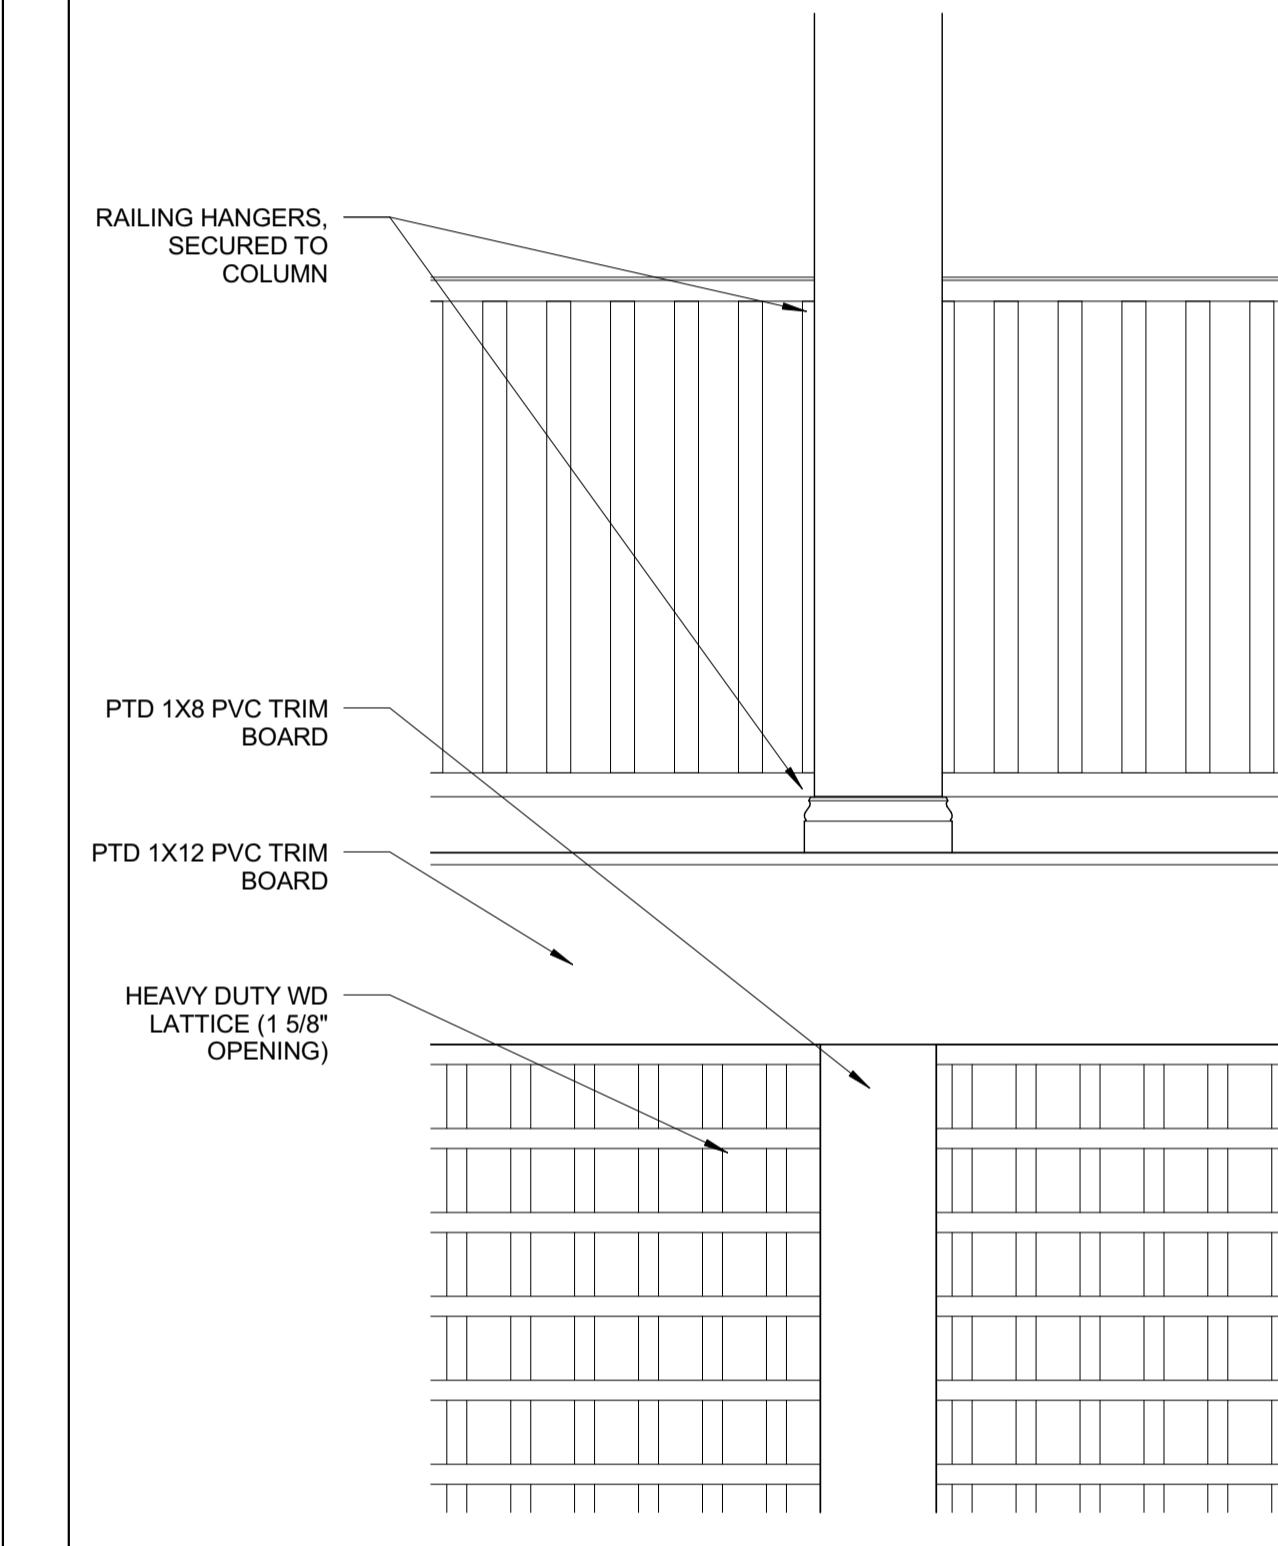 RAILING HANGERS,
SECURED TO
COLUMN
PTD 1X8 PVC TRIM
BOARD
PTD 1X12 PVC TRIM
BOARD
HEAVY DUTY WD
LATTICE (1 5/8"
OPENING)